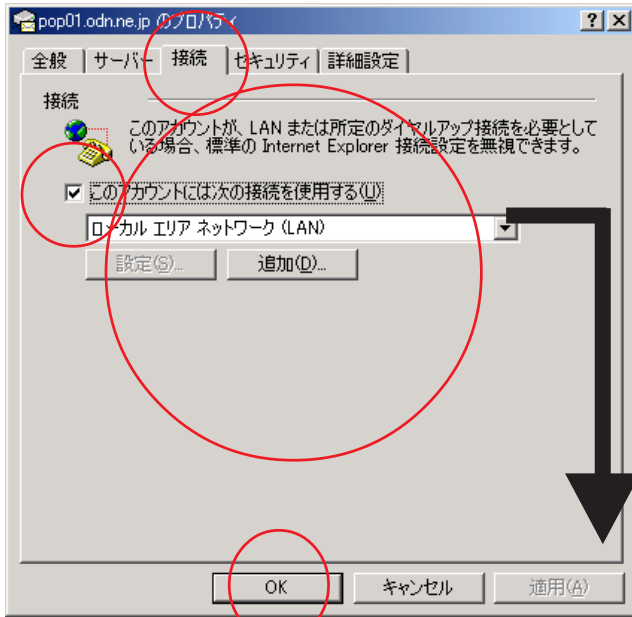 pop01.odn.ne.jp のプロパティ
全般 サーバー 接続 セキュリティ 詳細設定
接続
このアカウントが、LAN または所定のダイヤルアップ接続を必要として
いる場合、標準の Internet Explorer 接続設定を無視できます。
このアカウントには次の接続を使用する(U)
ローカル エリア ネットワーク (LAN)
設定(S)... 追加(D)...
OK キャンセル 適用(A)